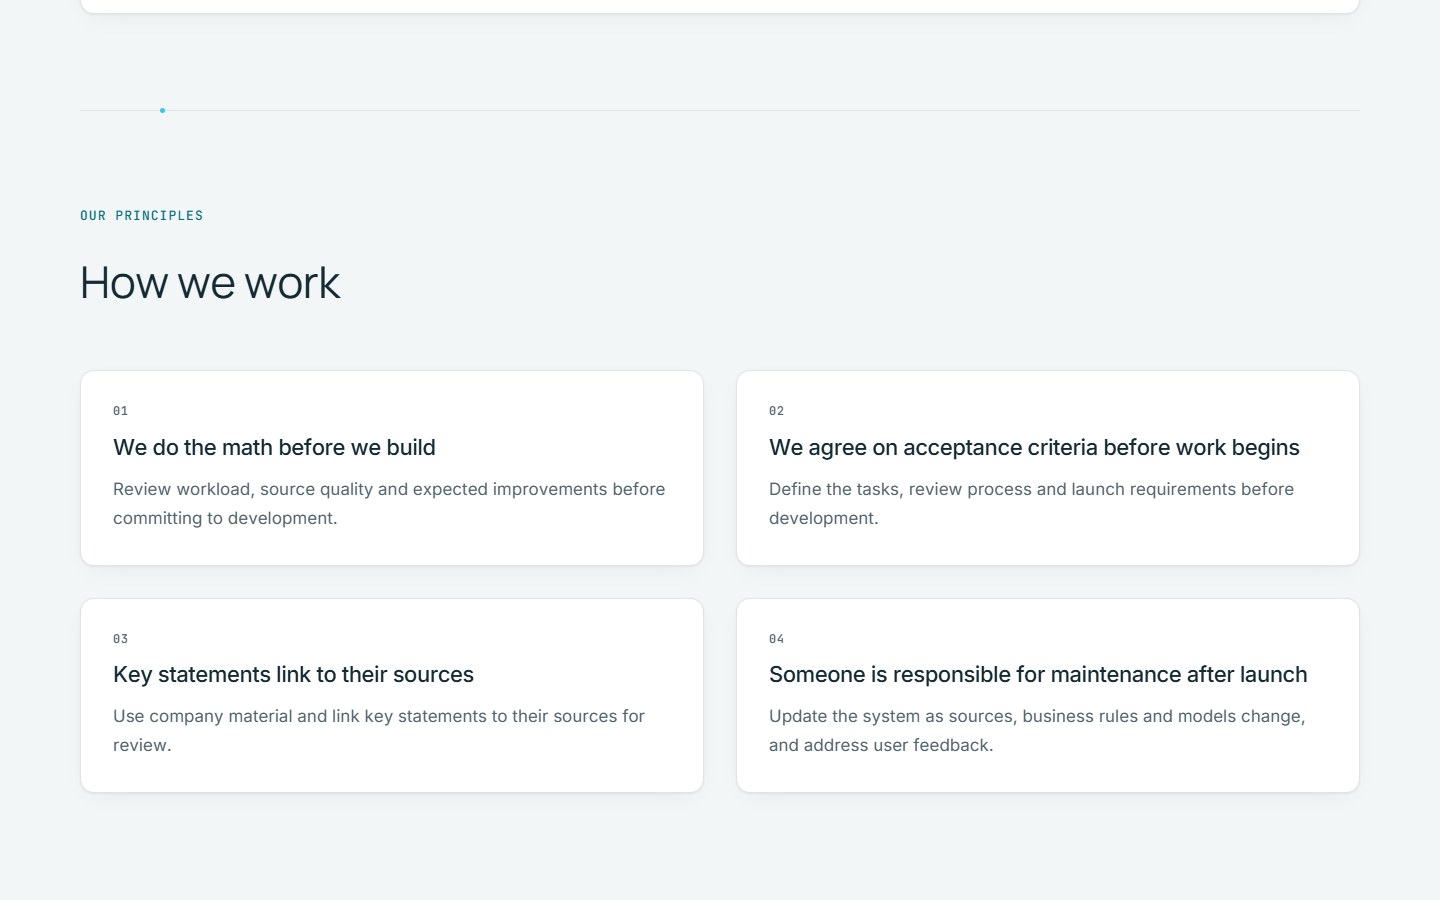 OUR PRINCIPLES
How we work
01
We do the math before we build
Review workload, source quality and expected improvements before
committing to development.
02
We agree on acceptance criteria before work begins
Define the tasks, review process and launch requirements before
development.
03
Key statements link to their sources
Use company material and link key statements to their sources for
review.
04
Someone is responsible for maintenance after launch
Update the system as sources, business rules and models change,
and address user feedback.